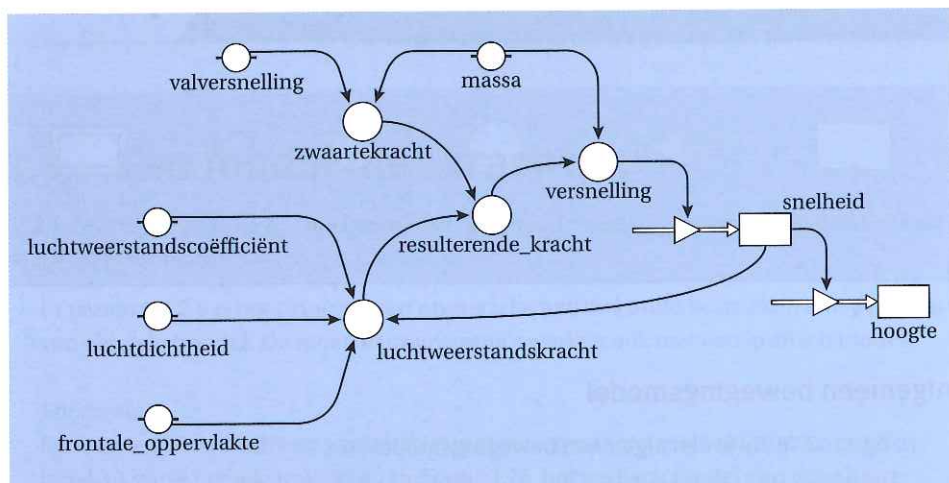 valversnelling
massa
zwaartekracht
versnelling
snelheid
luchtweerstandscoëfficiënt
resulterende_kracht
hoogte
luchtdichtheid
luchtweerstandskracht
frontale_oppervlakte